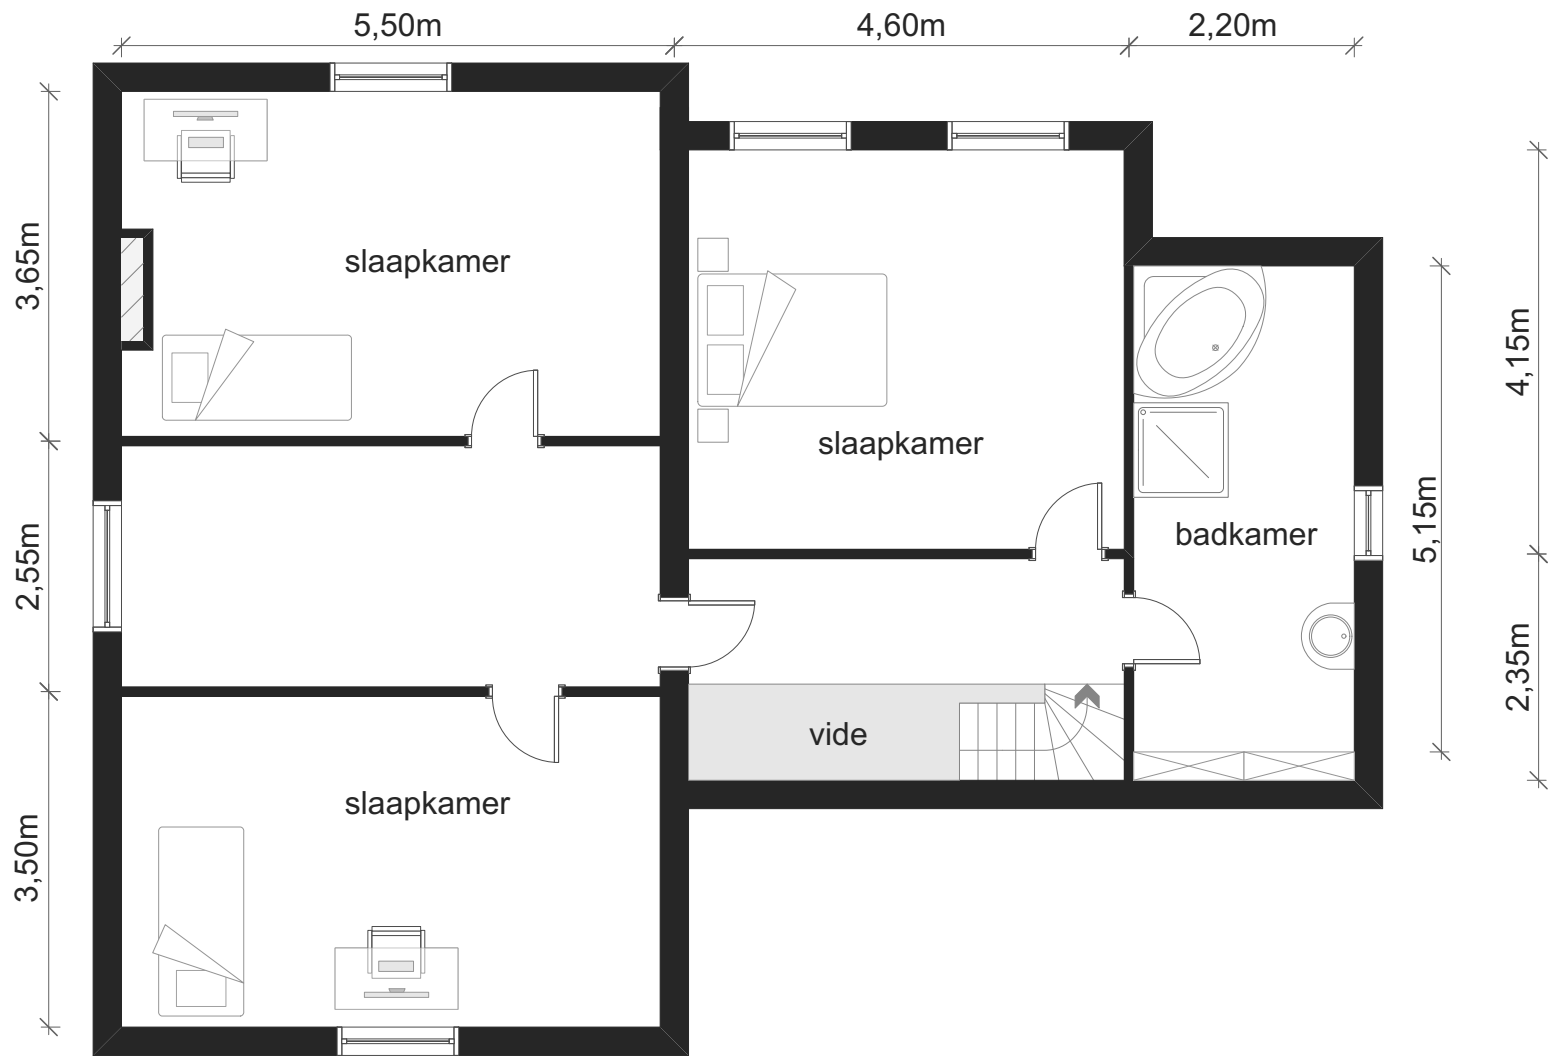 5,50m
4,60m
2,20m
3,65m
slaapkamer
4,15m
slaapkamer
5,15m
badkamer
2,55m
2,35m
vide
slaapkamer
3,50m